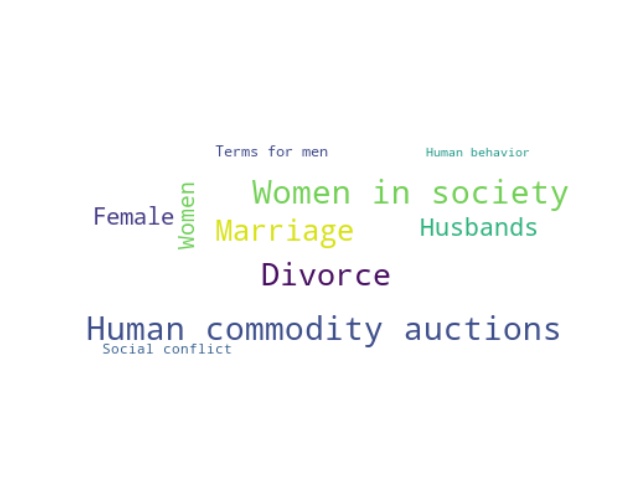 Terms for men
Human behavior
Women in society
Women
Female
Marriage
Husbands
Divorce
Human commodity auctions
Social conflict